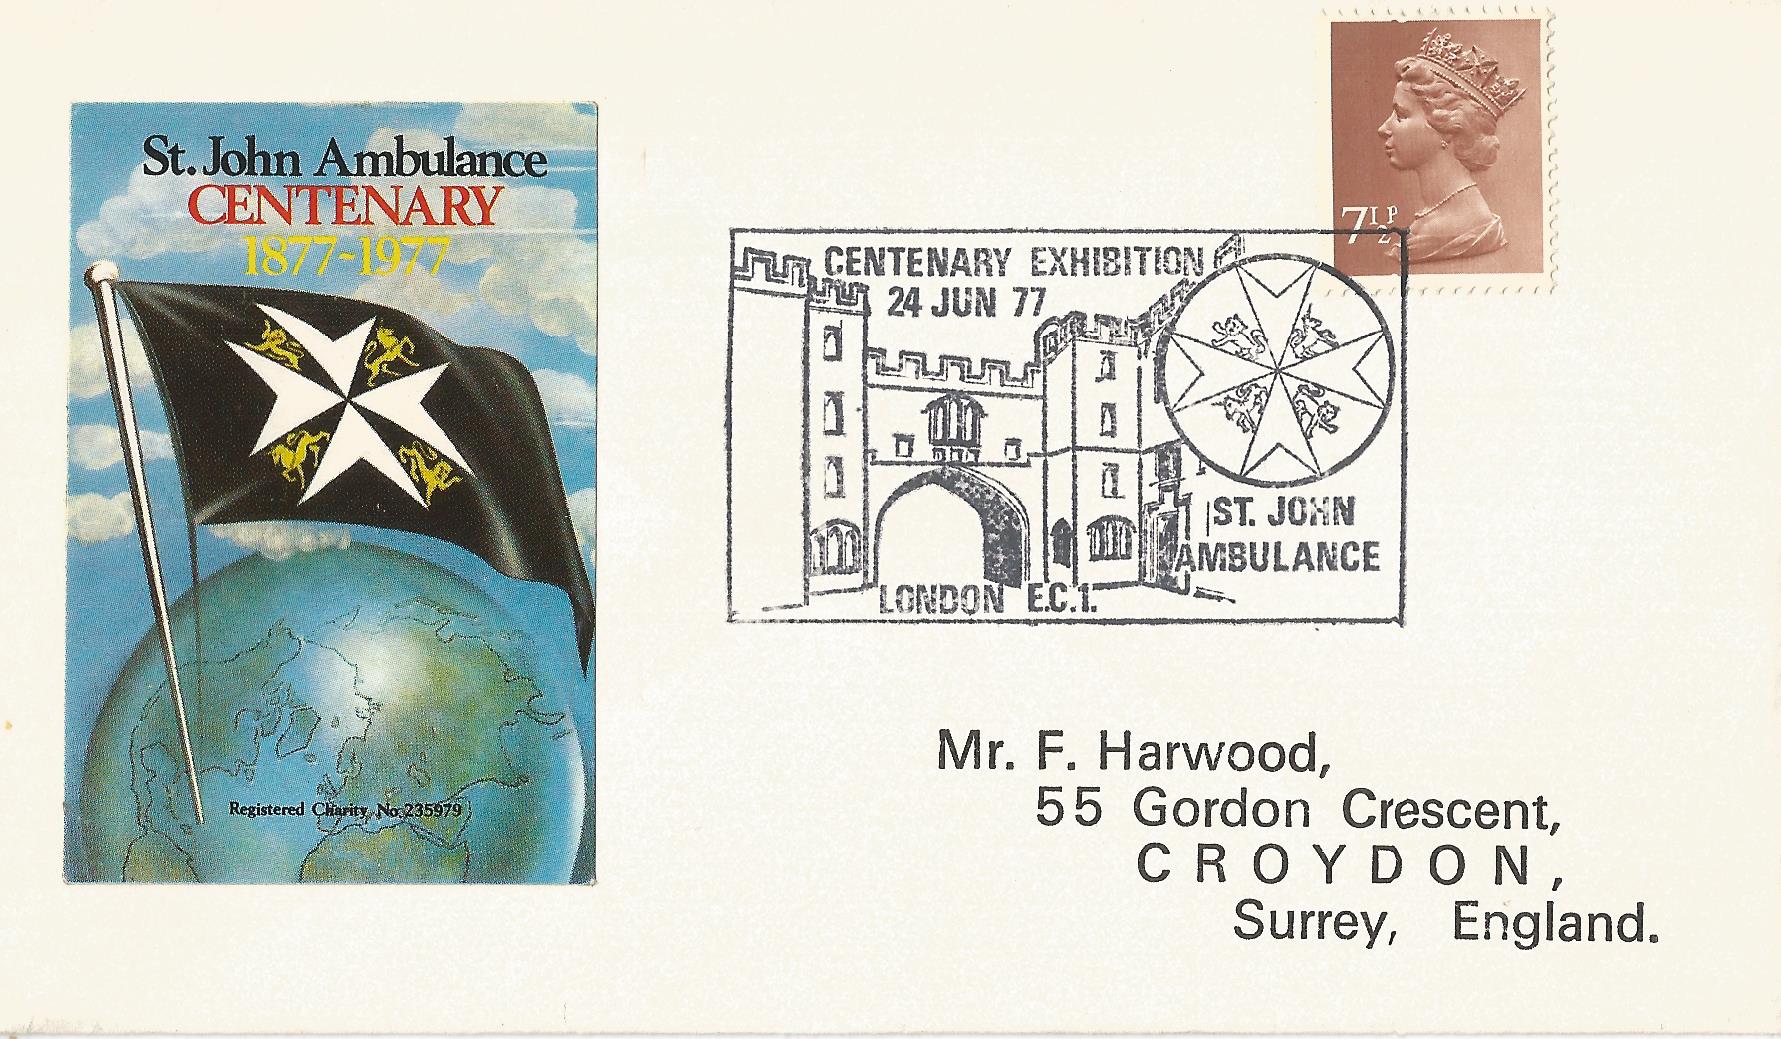 St. John Ambulance
CENTENARY
1877-1977
Registered Charity No. 235979
7½P
CENTENARY EXHIBITION
24 JUN 77
ST. JOHN
AMBULANCE
LONDON E.C.1.
Mr. F. Harwood,
55 Gordon Crescent,
CROYDON,
Surrey, England.